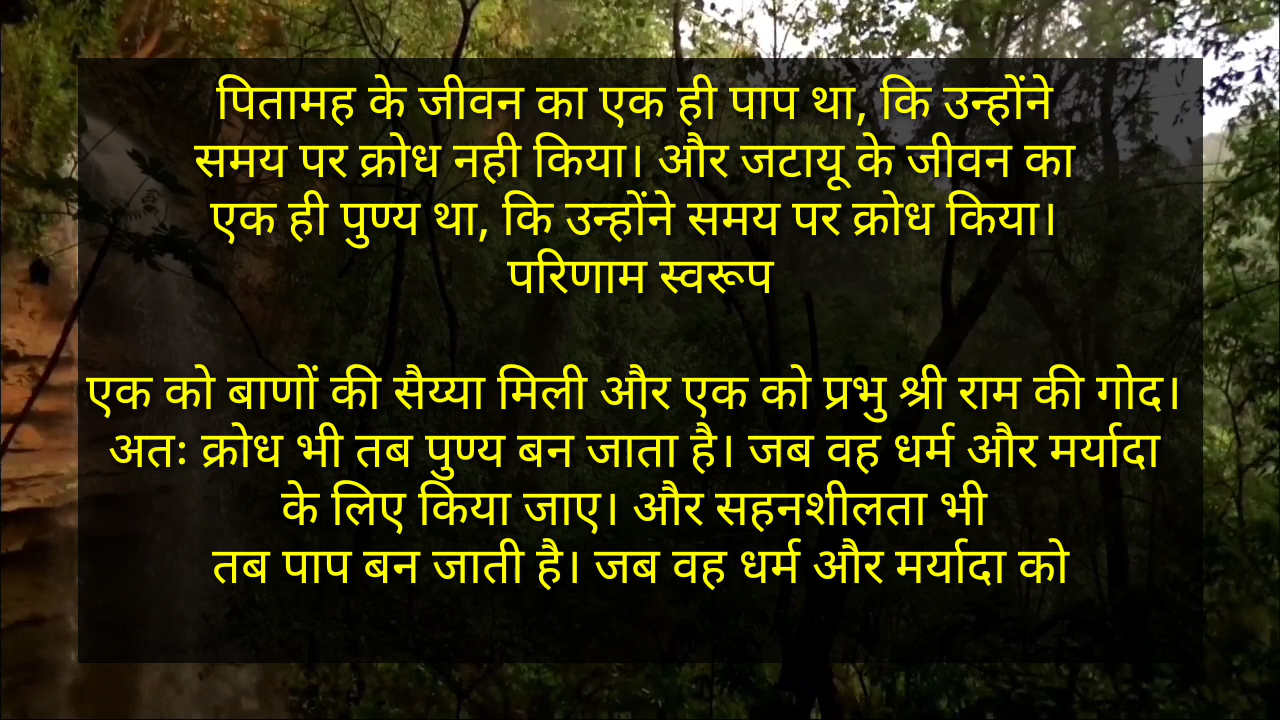 पितामह के जीवन का एक ही पाप था, कि उन्होंने
समय पर क्रोध नही किया। और जटायू के जीवन का
एक ही पुण्य था, कि उन्होंने समय पर क्रोध किया।
परिणाम स्वरूप
एक को बाणों की सैय्या मिली और एक को प्रभु श्री राम की गोद।
अतः क्रोध भी तब पुण्य बन जाता है। जब वह धर्म और मर्यादा
के लिए किया जाए। और सहनशीलता भी
तब पाप बन जाती है। जब वह धर्म और मर्यादा को